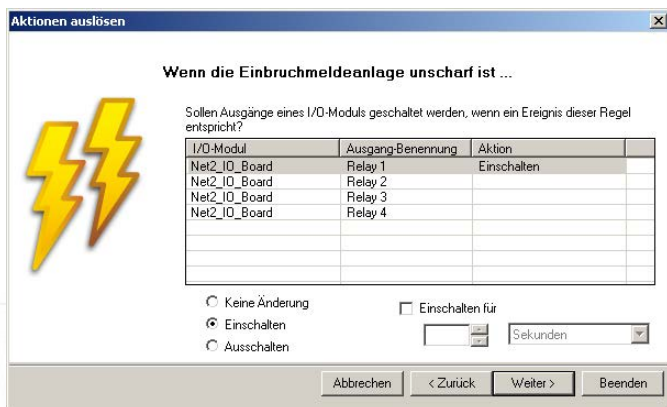 Aktionen auslösen
Wenn die Einbruchmeldeanlage unscharf ist ...
Sollen Ausgänge eines I/O-Moduls geschaltet werden, wenn ein Ereignis dieser Regel
entspricht?
I/O-Modul Ausgang-Benennung Aktion
Net2_IO_Board Relay 1 Einschalten
Net2_IO_Board Relay 2
Net2_IO_Board Relay 3
Net2_IO_Board Relay 4
Keine Änderung
Einschalten für
Einschalten
Sekunden
Ausschalten
Abbrechen < Zurück Weiter > Beenden